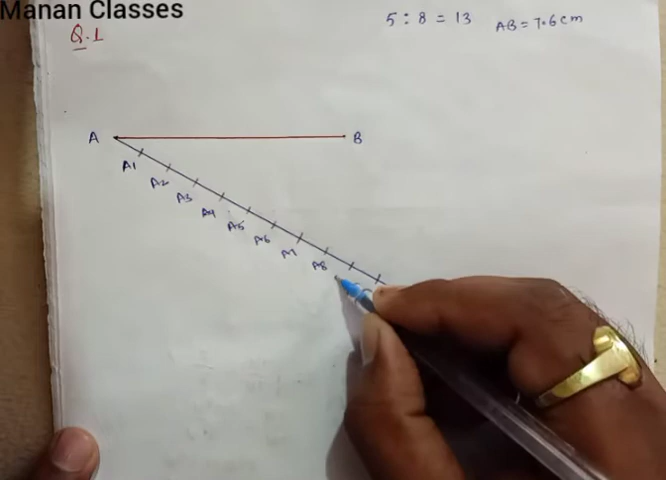 Manan Classes
Q.1
5 : 8 = 13
AB = 7.6 cm
A
B
A1
A2
A3
A4
A5
A6
A7
A8